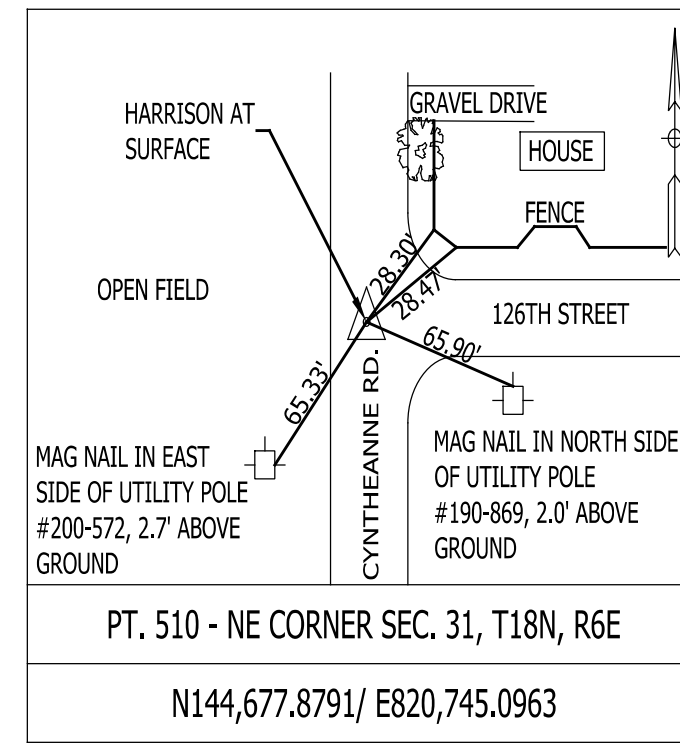 HARRISON AT
SURFACE
GRAVEL DRIVE
HOUSE
FENCE
OPEN FIELD
28.30'
28.47'
126TH STREET
65.33'
65.90'
CYNTHEANNE RD.
MAG NAIL IN EAST
SIDE OF UTILITY POLE
#200-572, 2.7' ABOVE
GROUND
MAG NAIL IN NORTH SIDE
OF UTILITY POLE
#190-869, 2.0' ABOVE
GROUND
PT. 510 - NE CORNER SEC. 31, T18N, R6E
N144,677.8791/ E820,745.0963